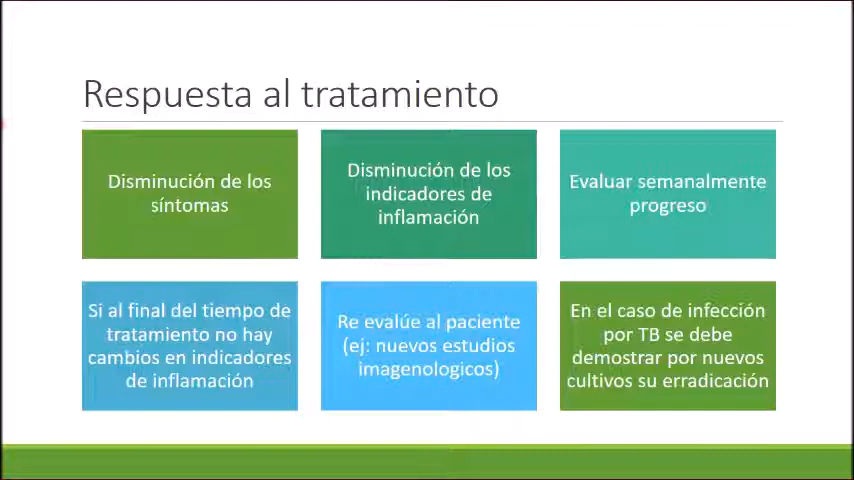 Respuesta al tratamiento
Disminución de los
síntomas
Disminución de los
indicadores de
inflamación
Evaluar semanalmente
progreso
Si al final del tiempo de
tratamiento no hay
cambios en indicadores
de inflamación
Re evalúe al paciente
(ej: nuevos estudios
imagenologicos)
En el caso de infección
por TB se debe
demostrar por nuevos
cultivos su erradicación